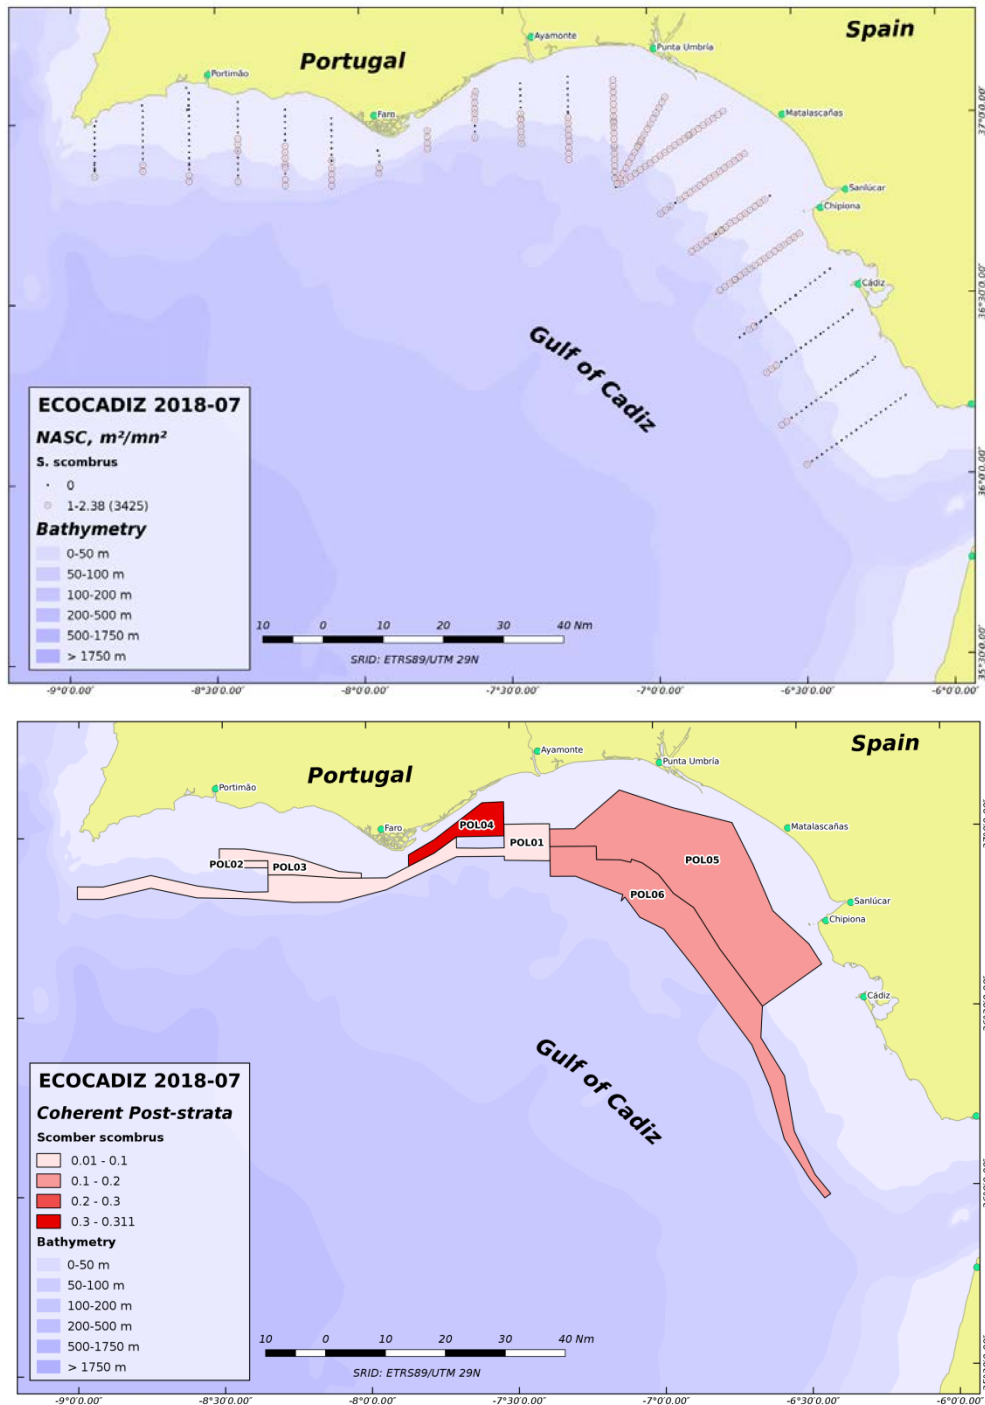 Spain
Portugal
Ayamonte
Punta Umbría
Portimão
Faro
Matalascañas
Sanlúcar
Chipiona
Cádiz
Gulf of Cadiz
37°0'0.00"
36°30'0.00"
36°0'0.00"
35°30'0.00"
ECOCADIZ 2018-07
NASC, m²/mn²
S. scombrus
0
1-2.38 (3425)
Bathymetry
0-50 m
50-100 m
100-200 m
200-500 m
500-1750 m
> 1750 m
10 0 10 20 30 40 Nm
SRID: ETRS89/UTM 29N
-9°0'0.00" -8°30'0.00" -8°0'0.00" -7°30'0.00" -7°0'0.00" -6°30'0.00" -6°0'0.00"
Spain
Portugal
Ayamonte
Punta Umbría
Portimão
Faro
Matalascañas
Sanlúcar
Chipiona
Cádiz
POL04
POL01
POL02
POL03
POL05
POL06
Gulf of Cadiz
ECOCADIZ 2018-07
Coherent Post-strata
Scomber scombrus
0.01 - 0.1
0.1 - 0.2
0.2 - 0.3
0.3 - 0.311
Bathymetry
0-50 m
50-100 m
100-200 m
200-500 m
500-1750 m
> 1750 m
10 0 10 20 30 40 Nm
SRID: ETRS89/UTM 29N
-9°0'0.00" -8°30'0.00" -8°0'0.00" -7°30'0.00" -7°0'0.00" -6°30'0.00" -6°0'0.00"